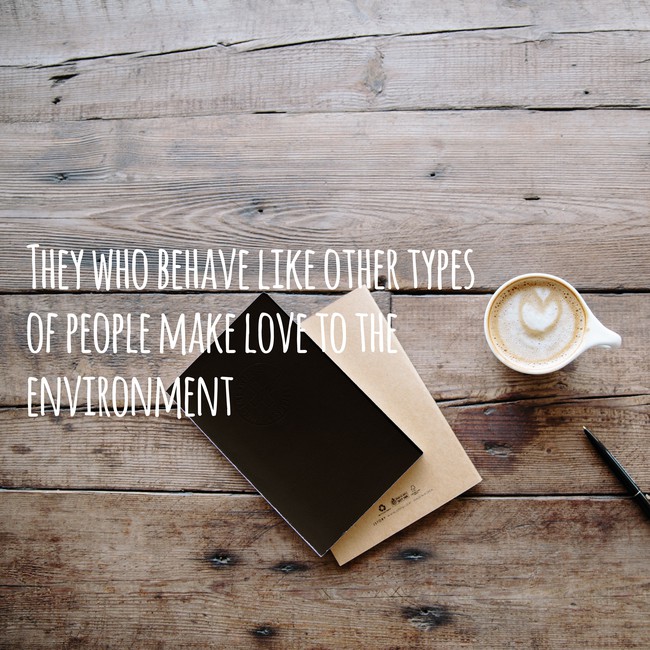 They who behave like other types
of people make love to the
environment